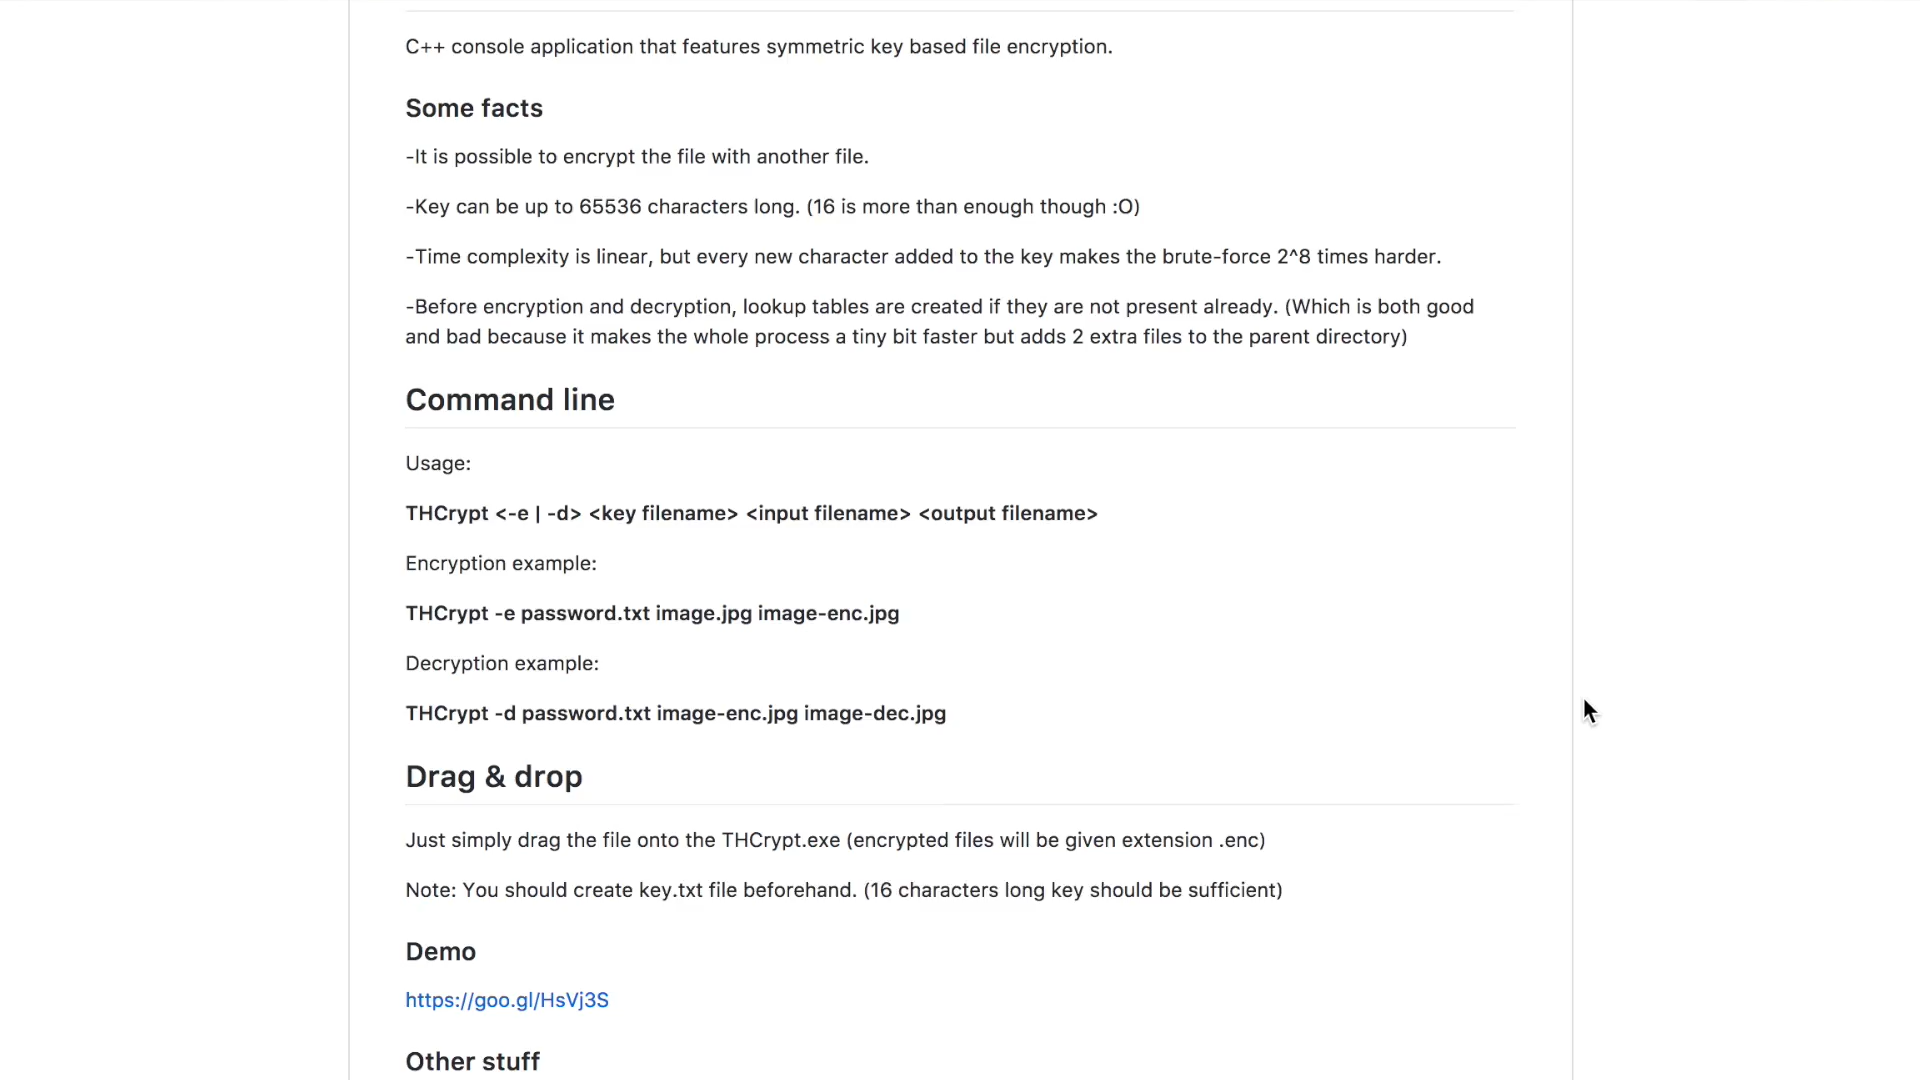 C++ console application that features symmetric key based file encryption.
Some facts
-It is possible to encrypt the file with another file.
-Key can be up to 65536 characters long. (16 is more than enough though :O)
-Time complexity is linear, but every new character added to the key makes the brute-force 2^8 times harder.
-Before encryption and decryption, lookup tables are created if they are not present already. (Which is both good
and bad because it makes the whole process a tiny bit faster but adds 2 extra files to the parent directory)
Command line
Usage:
THCrypt <-e | -d> <key filename> <input filename> <output filename>
Encryption example:
THCrypt -e password.txt image.jpg image-enc.jpg
Decryption example:
THCrypt -d password.txt image-enc.jpg image-dec.jpg
Drag & drop
Just simply drag the file onto the THCrypt.exe (encrypted files will be given extension .enc)
Note: You should create key.txt file beforehand. (16 characters long key should be sufficient)
Demo
https://goo.gl/HsVj3S
Other stuff